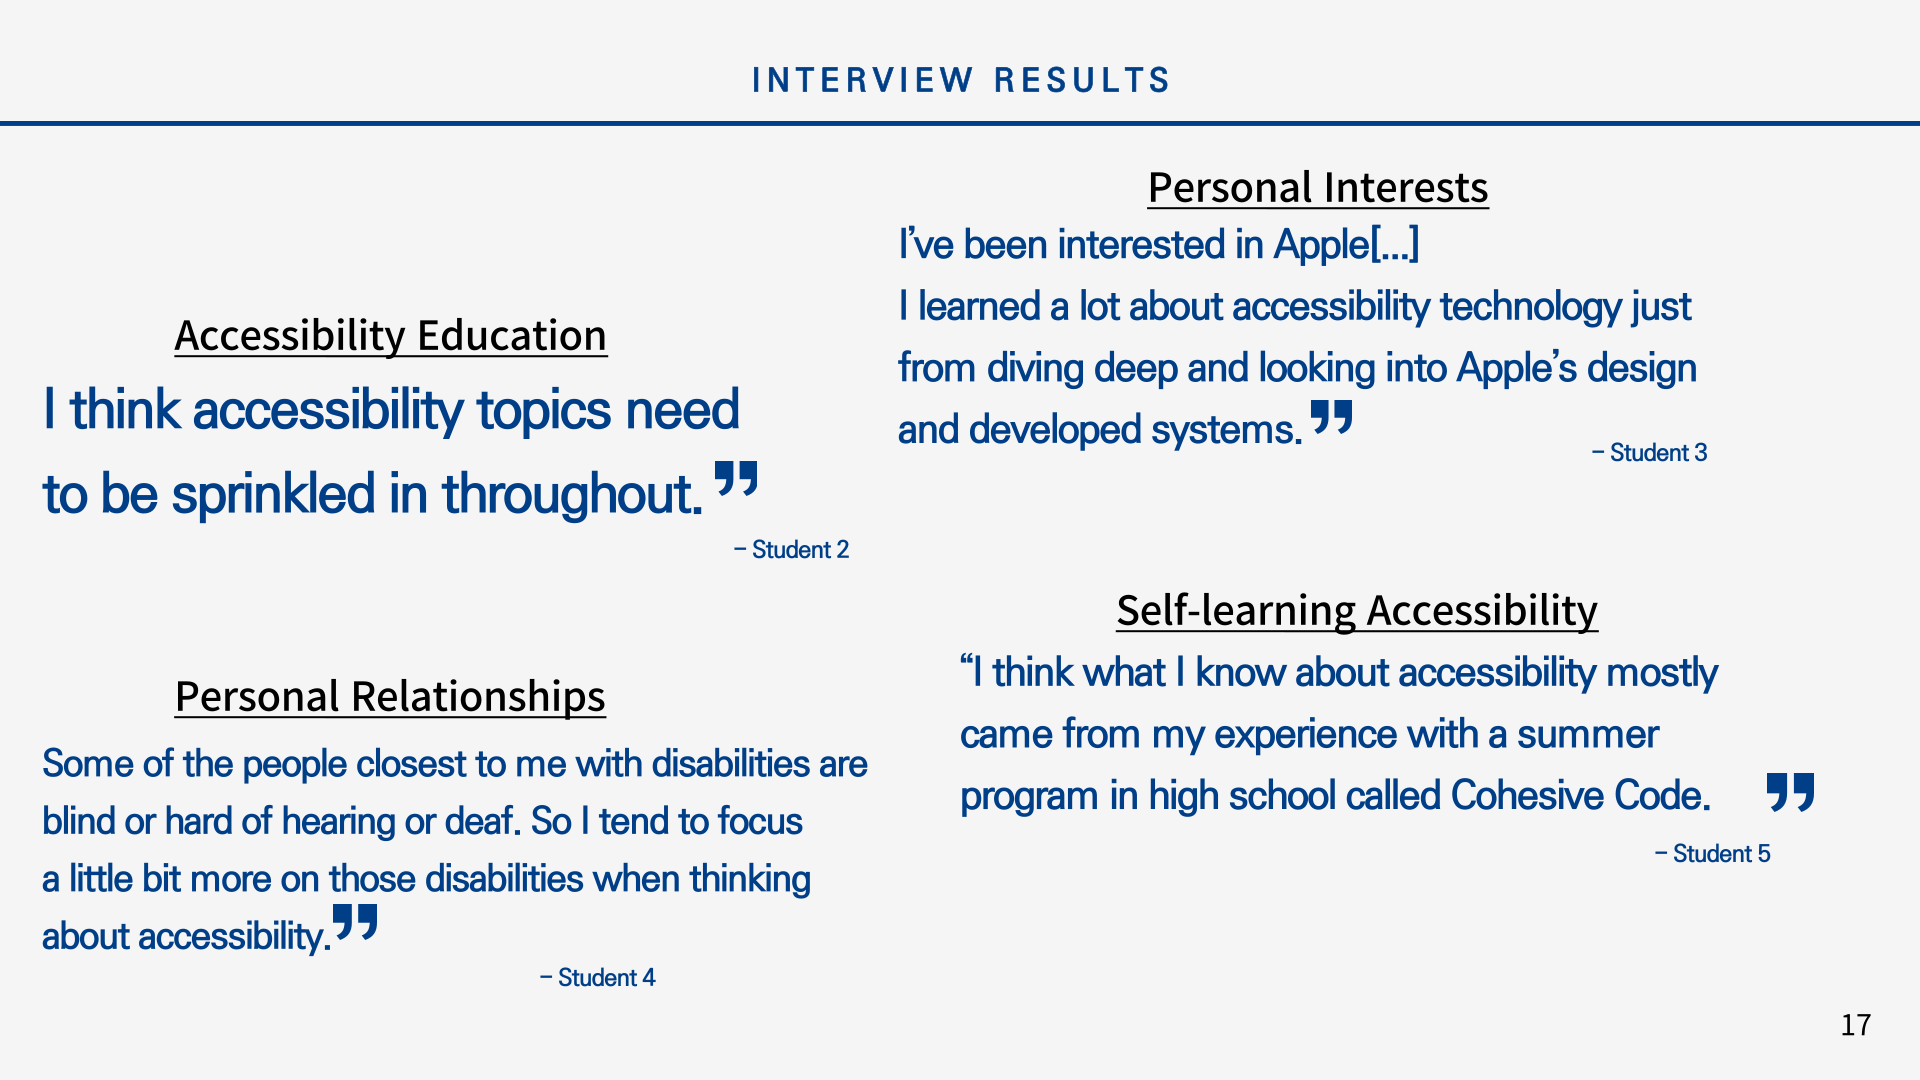 INTERVIEW RESULTS
Accessibility Education
I think accessibility topics need
to be sprinkled in throughout.”
– Student 2
Personal Relationships
Some of the people closest to me with disabilities are
blind or hard of hearing or deaf. So I tend to focus
a little bit more on those disabilities when thinking
about accessibility.”
– Student 4
Personal Interests
I’ve been interested in Apple[...]
I learned a lot about accessibility technology just
from diving deep and looking into Apple’s design
and developed systems.”
– Student 3
Self-learning Accessibility
“I think what I know about accessibility mostly
came from my experience with a summer
program in high school called Cohesive Code. ”
– Student 5
17